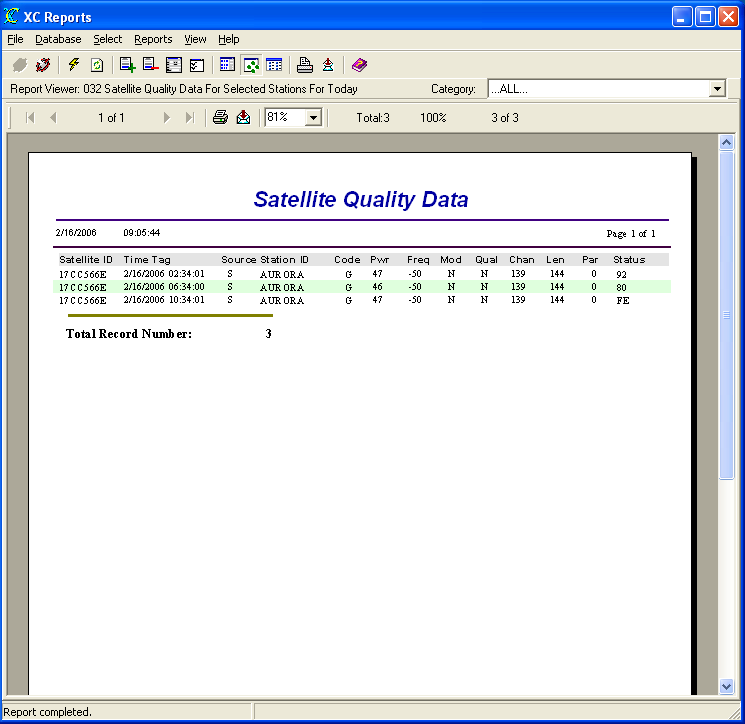 XC Reports
File Database Select Reports View Help
Report Viewer: 032 Satellite Quality Data For Selected Stations For Today Category: ...ALL...
1 of 1 81% Total:3 100% 3 of 3
Satellite Quality Data
2/16/2006 09:05:44 Page 1 of 1
Satellite ID Time Tag Source Station ID Code Pwr Freq Mod Qual Chan Len Par Status
17CC566E 2/16/2006 02:34:01 S AURORA G 47 -50 N N 139 144 0 92
17CC566E 2/16/2006 06:34:00 S AURORA G 46 -50 N N 139 144 0 80
17CC566E 2/16/2006 10:34:01 S AURORA G 47 -50 N N 139 144 0 FE
Total Record Number: 3
Report completed.